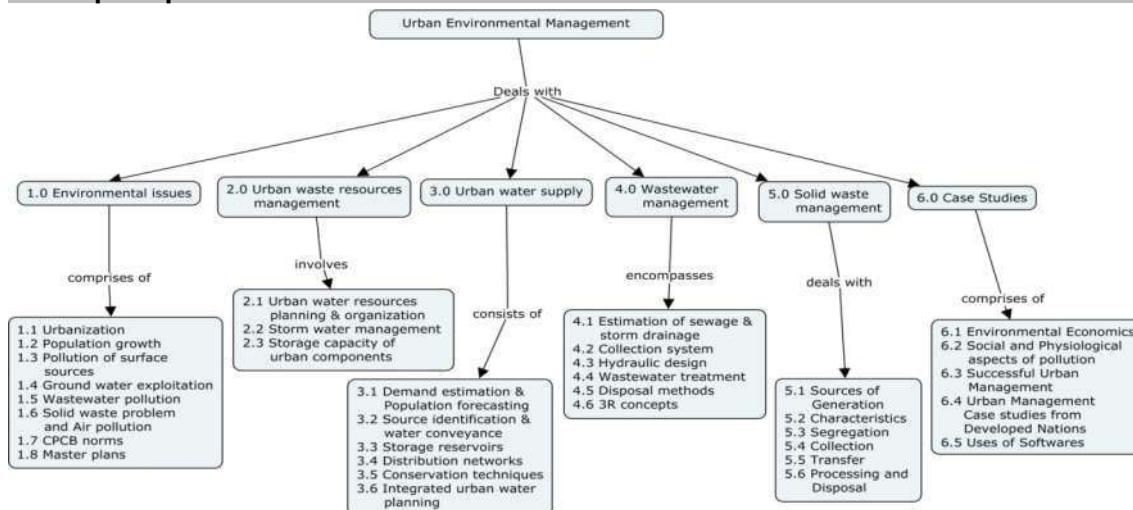 Urban Environmental Management
Deals with
1.0 Environmental issues
2.0 Urban waste resources
management
3.0 Urban water supply
4.0 Wastewater
management
5.0 Solid waste
management
6.0 Case Studies
comprises of
involves
consists of
encompasses
deals with
comprises of
1.1 Urbanization
1.2 Population growth
1.3 Pollution of surface
sources
1.4 Ground water exploitation
1.5 Wastewater pollution
1.6 Solid waste problem
and Air pollution
1.7 CPCB norms
1.8 Master plans
2.1 Urban water resources
planning & organization
2.2 Storm water management
2.3 Storage capacity of
urban components
3.1 Demand estimation &
Population forecasting
3.2 Source identification &
water conveyance
3.3 Storage reservoirs
3.4 Distribution networks
3.5 Conservation techniques
3.6 Integrated urban water
planning
4.1 Estimation of sewage &
storm drainage
4.2 Collection system
4.3 Hydraulic design
4.4 Wastewater treatment
4.5 Disposal methods
4.6 3R concepts
5.1 Sources of
Generation
5.2 Characteristics
5.3 Segregation
5.4 Collection
5.5 Transfer
5.6 Processing and
Disposal
6.1 Environmental Economics
6.2 Social and Physiological
aspects of pollution
6.3 Successful Urban
Management
6.4 Urban Management
Case studies from
Developed Nations
6.5 Uses of Softwares